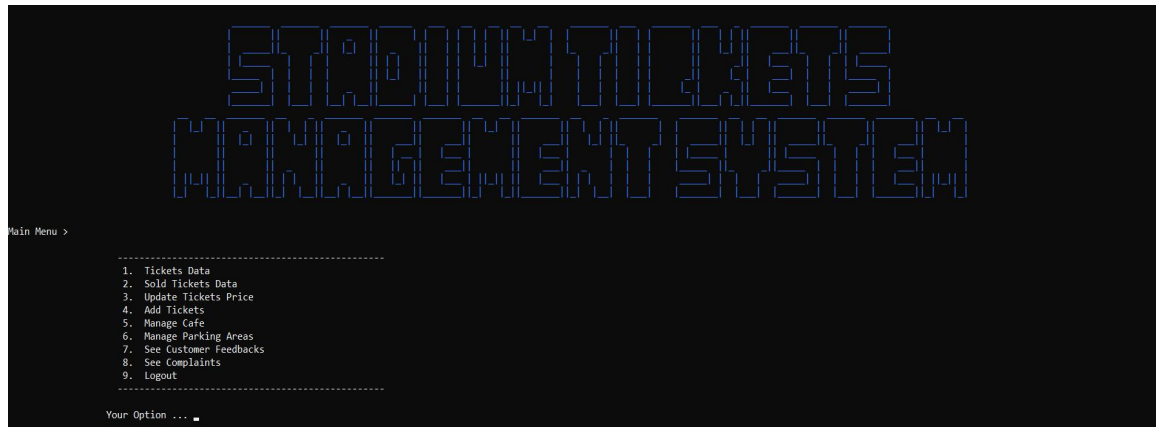 STADIUM TICKETS
MANAGEMENT SYSTEM
Main Menu >
1. Tickets Data
2. Sold Tickets Data
3. Update Tickets Price
4. Add Tickets
5. Manage Cafe
6. Manage Parking Areas
7. See Customer Feedbacks
8. See Complaints
9. Logout
Your Option ...